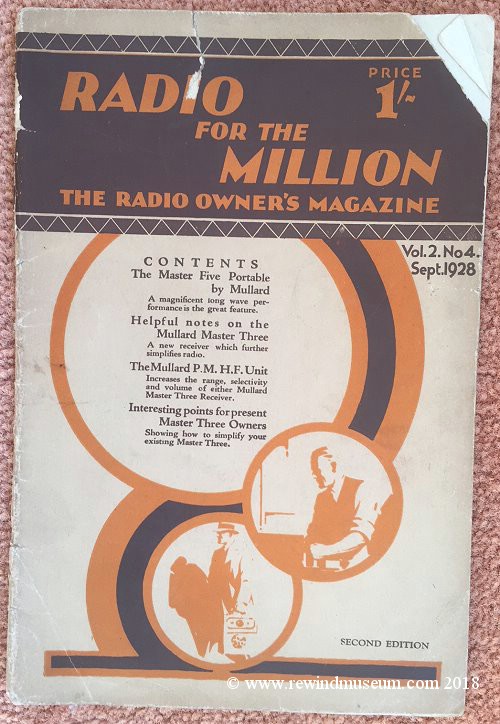 RADIO
FOR THE
MILLION
PRICE
1/-
THE RADIO OWNER'S MAGAZINE
Vol.2. No4.
Sept.1928
CONTENTS
The Master Five Portable
by Mullard
A magnificent long wave per-
formance is the great feature.
Helpful notes on the
Mullard Master Three
A new receiver which further
simplifies radio.
The Mullard P.M. H.F. Unit
Increases the range, selectivity
and volume of either Mullard
Master Three Receiver.
Interesting points for present
Master Three Owners
Showing how to simplify your
existing Master Three.
SECOND EDITION
© www.rewindmuseum.com 2018